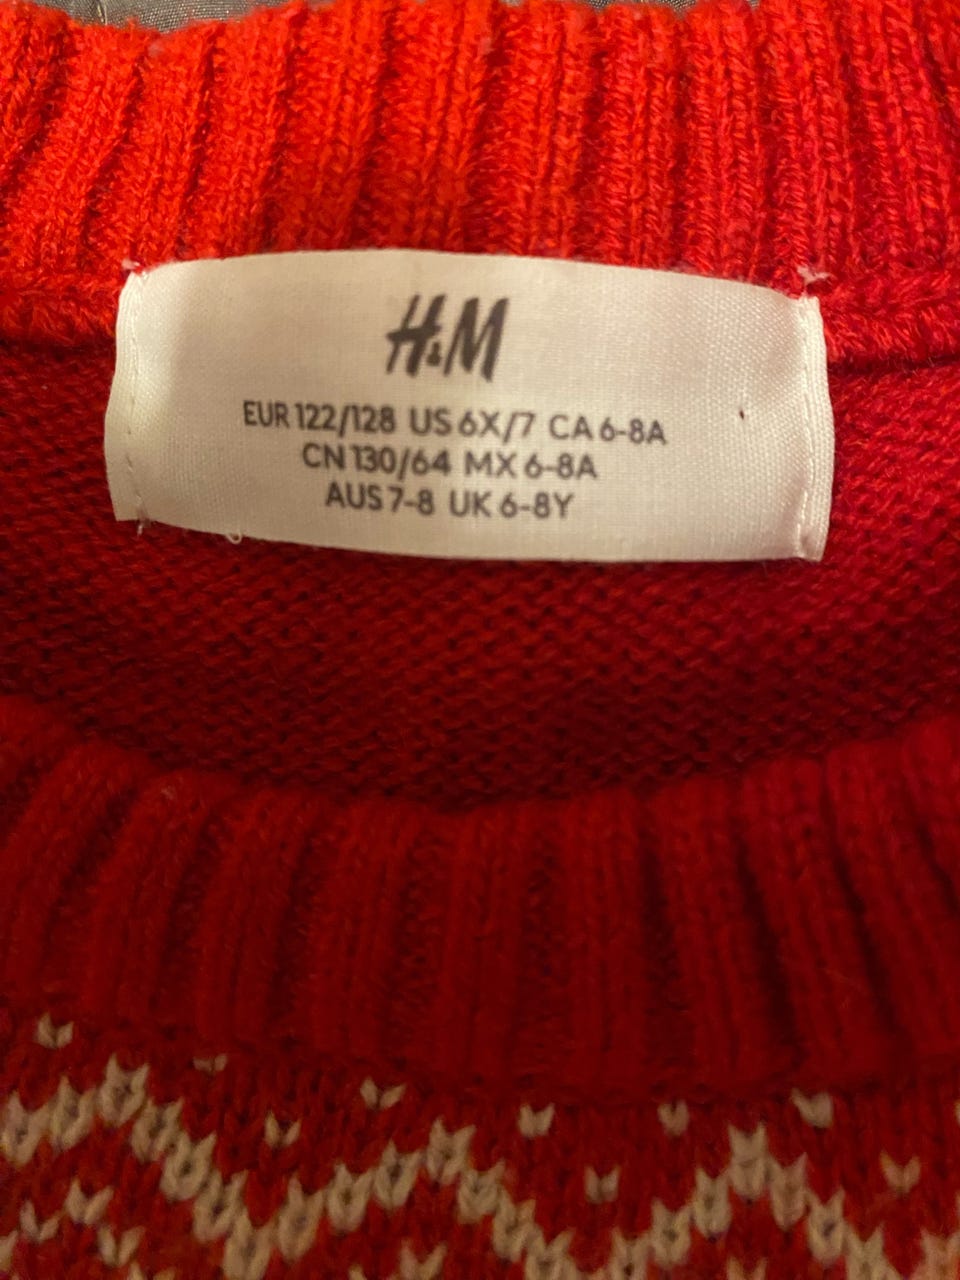 H&M
EUR 122/128 US 6X/7 CA 6-8A
CN 130/64 MX 6-8A
AUS 7-8 UK 6-8Y